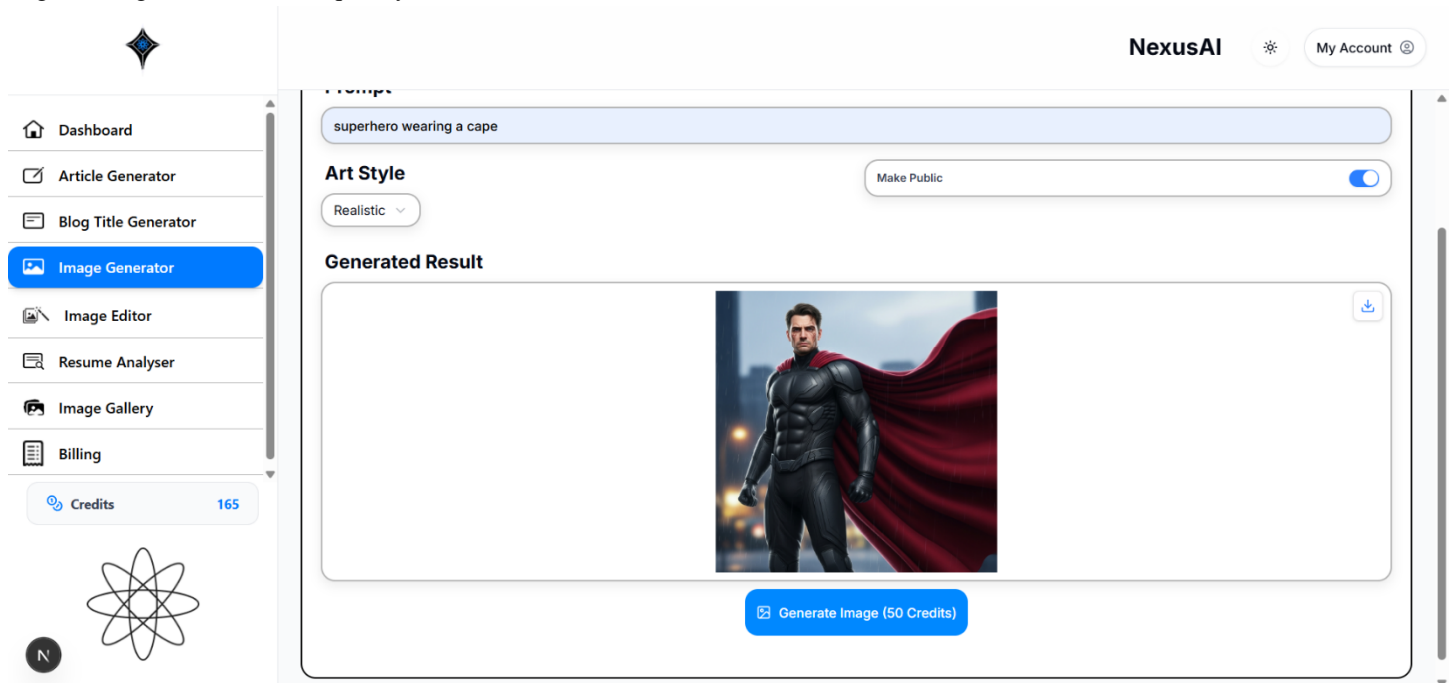 NexusAI
My Account
Dashboard
Article Generator
Blog Title Generator
Image Generator
Image Editor
Resume Analyser
Image Gallery
Billing
Credits 165
N
Prompt
superhero wearing a cape
Art Style
Make Public
Realistic
Generated Result
Generate Image (50 Credits)